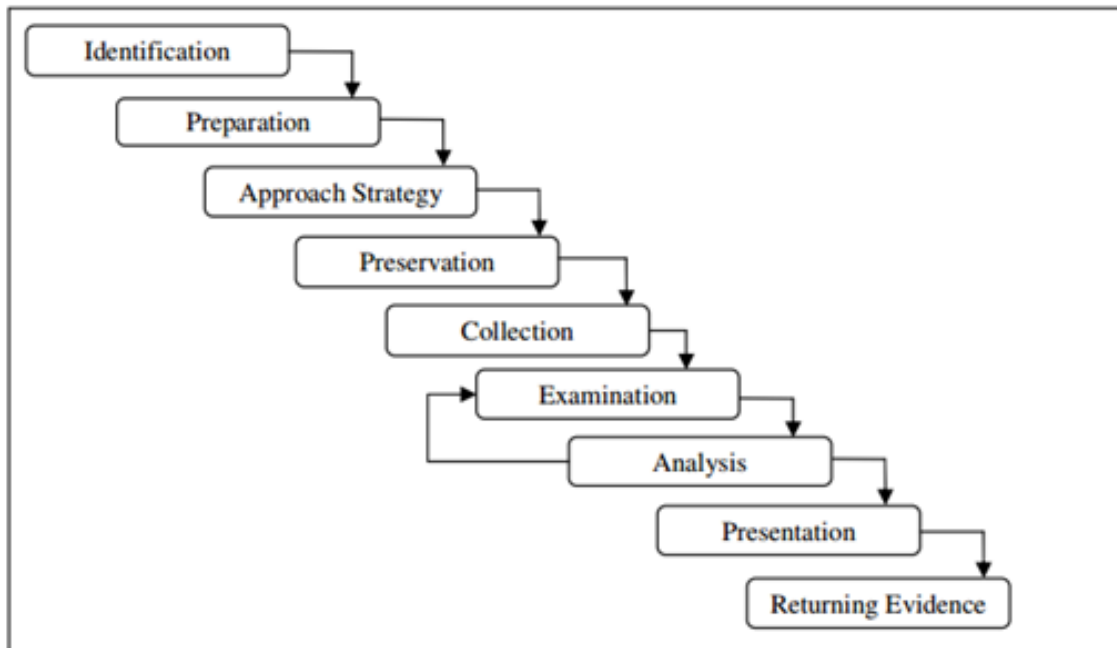 Identification
Preparation
Approach Strategy
Preservation
Collection
Examination
Analysis
Presentation
Returning Evidence